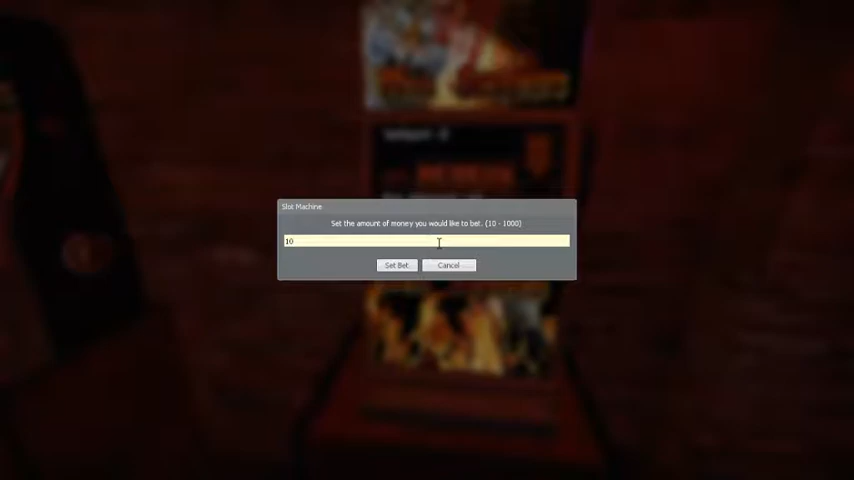 Slot Machine
Set the amount of money you would like to bet. (10 - 1000)
10
Set Bet
Cancel